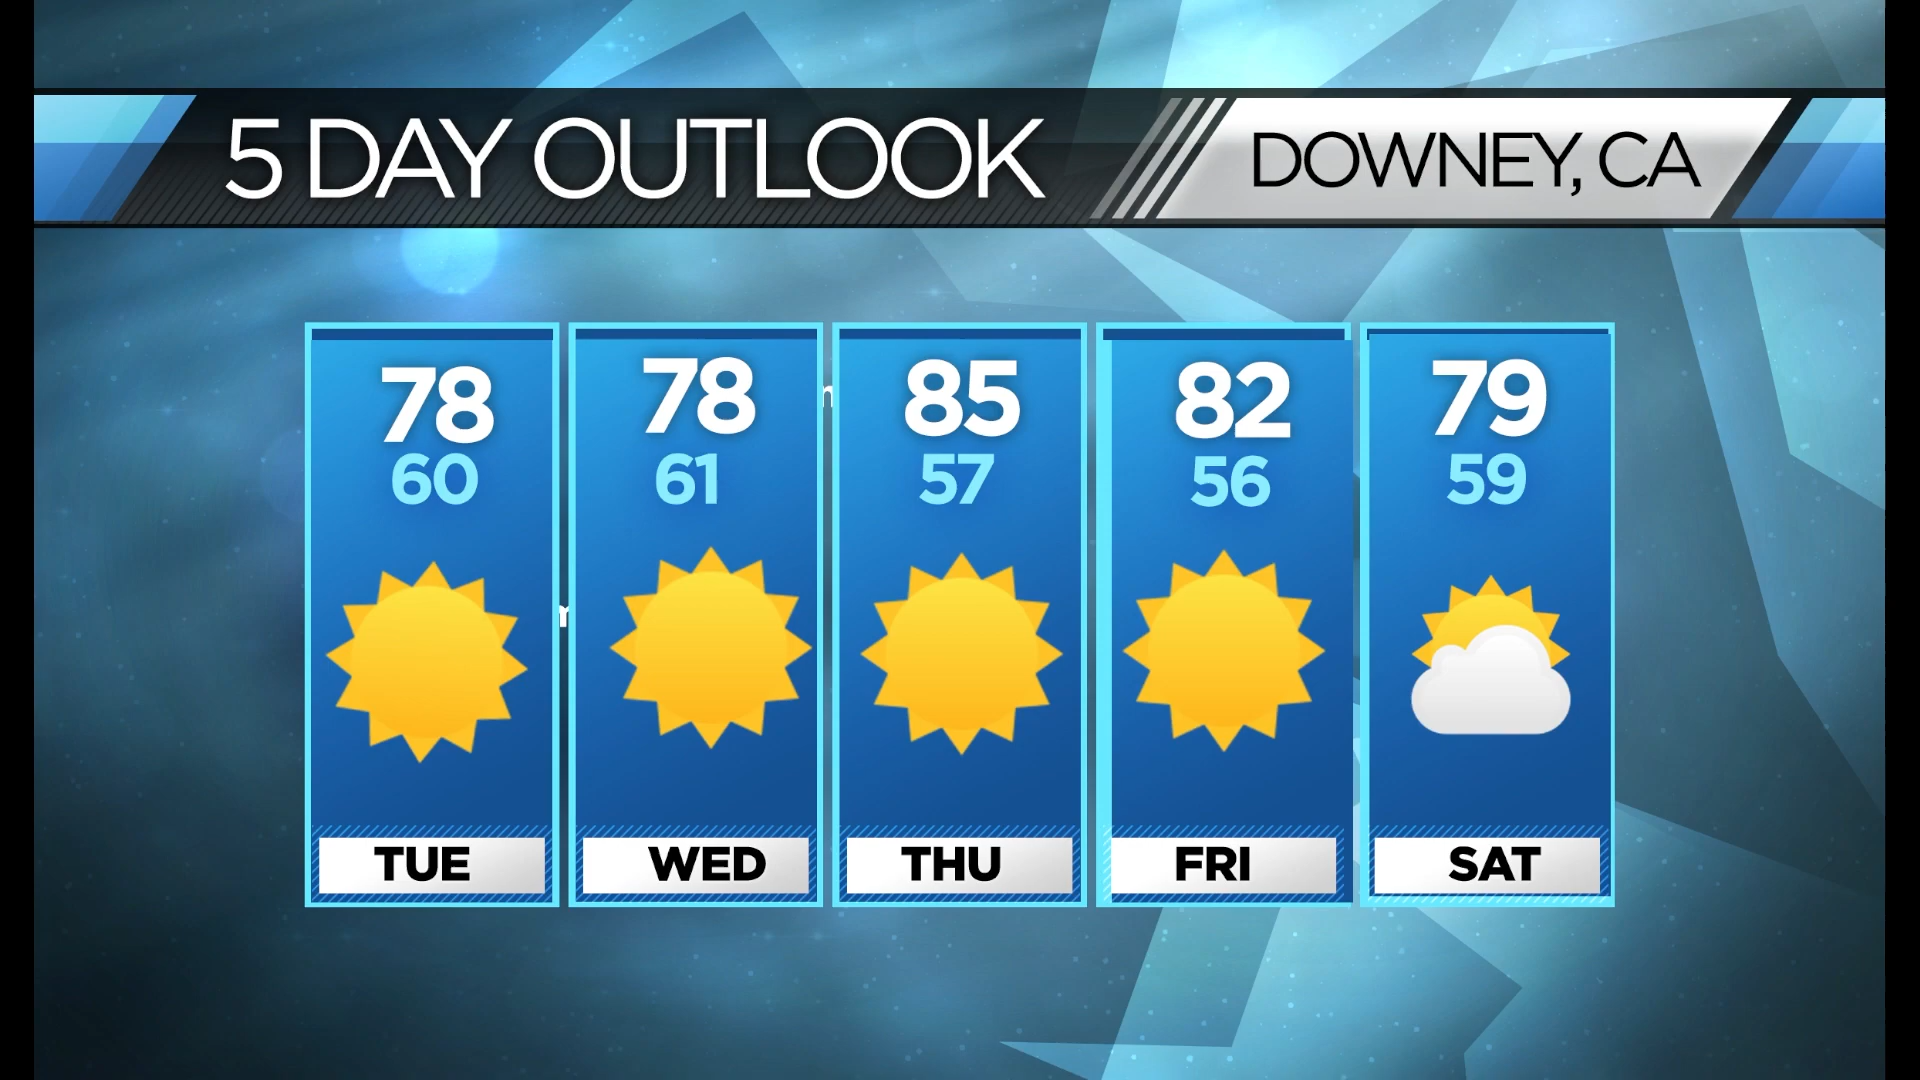 5 DAY OUTLOOK
DOWNEY, CA
78 78 85 82 79
60 61 57 56 59
TUE WED THU FRI SAT